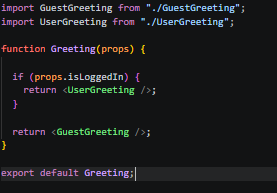 import GuestGreeting from "./GuestGreeting";
import UserGreeting from "./UserGreeting";
function Greeting(props) {
if (props.isLoggedIn) {
return <UserGreeting />;
}
return <GuestGreeting />;
}
export default Greeting;